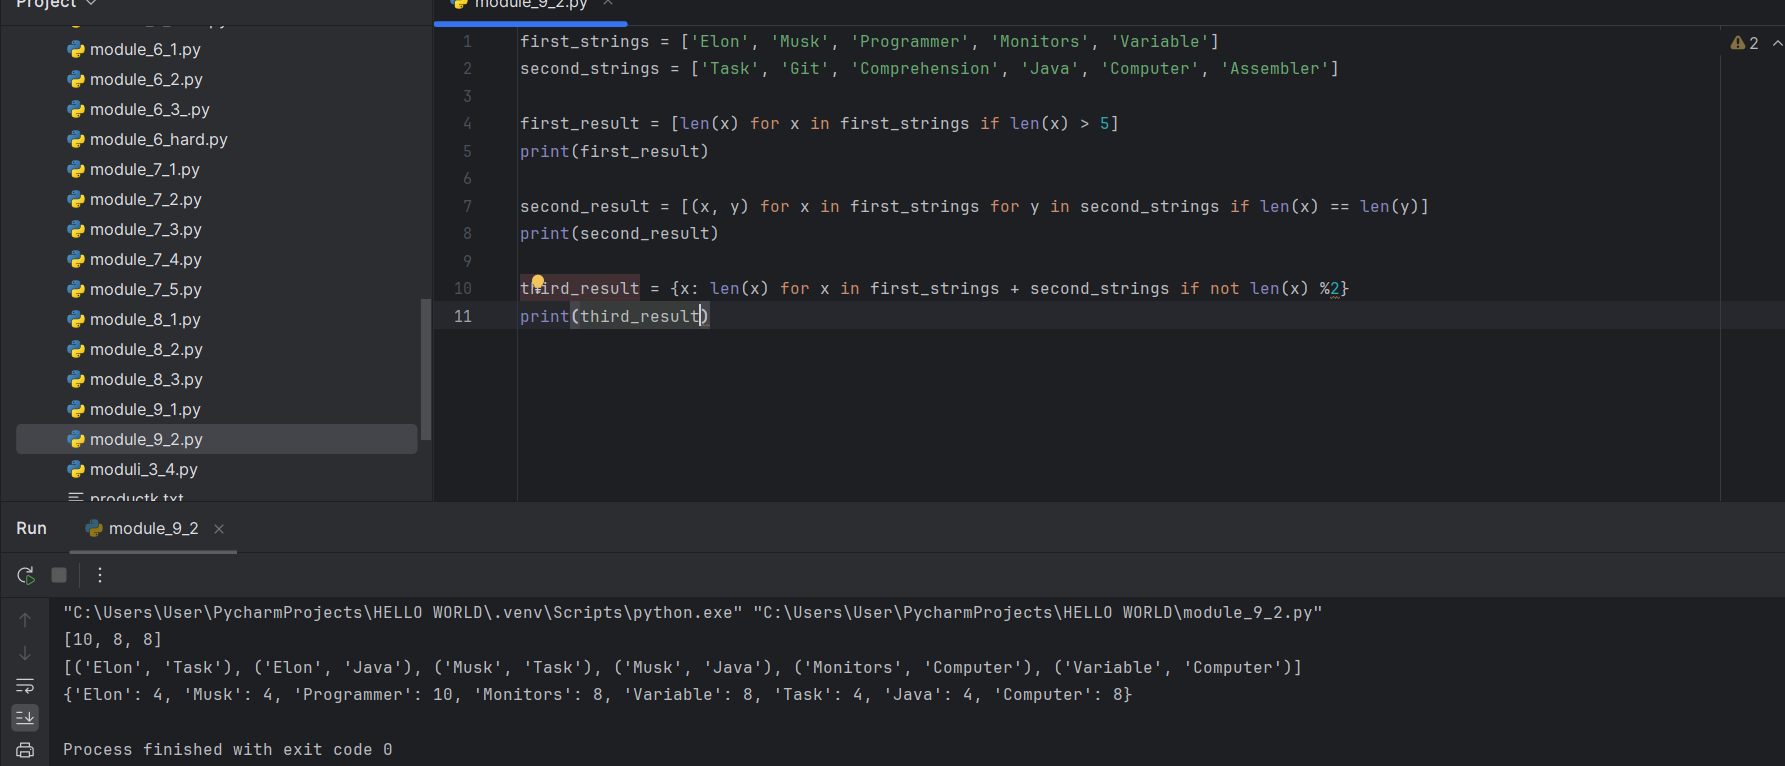 Project
module_9_2.py
module_6_1.py
module_6_2.py
module_6_3_.py
module_6_hard.py
module_7_1.py
module_7_2.py
module_7_3.py
module_7_4.py
module_7_5.py
module_8_1.py
module_8_2.py
module_8_3.py
module_9_1.py
module_9_2.py
moduli_3_4.py
productk.txt
1 first_strings = ['Elon', 'Musk', 'Programmer', 'Monitors', 'Variable']
2 second_strings = ['Task', 'Git', 'Comprehension', 'Java', 'Computer', 'Assembler']
3
4 first_result = [len(x) for x in first_strings if len(x) > 5]
5 print(first_result)
6
7 second_result = [(x, y) for x in first_strings for y in second_strings if len(x) == len(y)]
8 print(second_result)
9
10 third_result = {x: len(x) for x in first_strings + second_strings if not len(x) %2}
11 print(third_result)
2
Run
module_9_2
"C:\Users\User\PycharmProjects\HELLO WORLD\.venv\Scripts\python.exe" "C:\Users\User\PycharmProjects\HELLO WORLD\module_9_2.py"
[10, 8, 8]
[('Elon', 'Task'), ('Elon', 'Java'), ('Musk', 'Task'), ('Musk', 'Java'), ('Monitors', 'Computer'), ('Variable', 'Computer')]
{'Elon': 4, 'Musk': 4, 'Programmer': 10, 'Monitors': 8, 'Variable': 8, 'Task': 4, 'Java': 4, 'Computer': 8}
Process finished with exit code 0